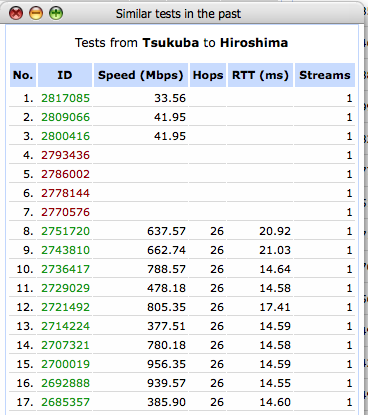 Similar tests in the past
Tests from Tsukuba to Hiroshima
No. ID Speed (Mbps) Hops RTT (ms) Streams
1. 2817085 33.56 1
2. 2809066 41.95 1
3. 2800416 41.95 1
4. 2793436 1
5. 2786002 1
6. 2778144 1
7. 2770576 1
8. 2751720 637.57 26 20.92 1
9. 2743810 662.74 26 21.03 1
10. 2736417 788.57 26 14.64 1
11. 2729029 478.18 26 14.58 1
12. 2721492 805.35 26 17.41 1
13. 2714224 377.51 26 14.59 1
14. 2707321 780.18 26 14.58 1
15. 2700019 956.35 26 14.59 1
16. 2692888 939.57 26 14.55 1
17. 2685357 385.90 26 14.60 1